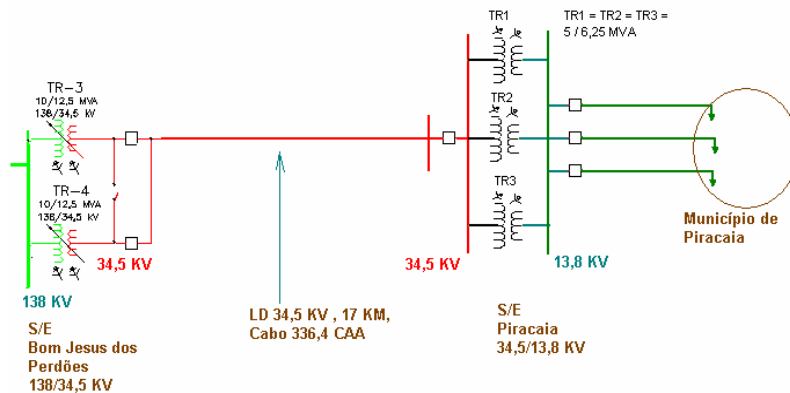 TR-3
10/12,5 MVA
138/34,5 kV
TR-4
10/12,5 MVA
138/34,5 kV
34,5 KV
138 KV
S/E
Bom Jesus dos
Perdões
138/34,5 KV
LD 34,5 KV , 17 KM,
Cabo 336,4 CAA
TR1
TR2
TR3
TR1 = TR2 = TR3 =
5 / 6,25 MVA
34,5 KV
13,8 KV
S/E
Piracaia
34,5/13,8 KV
Município de
Piracaia